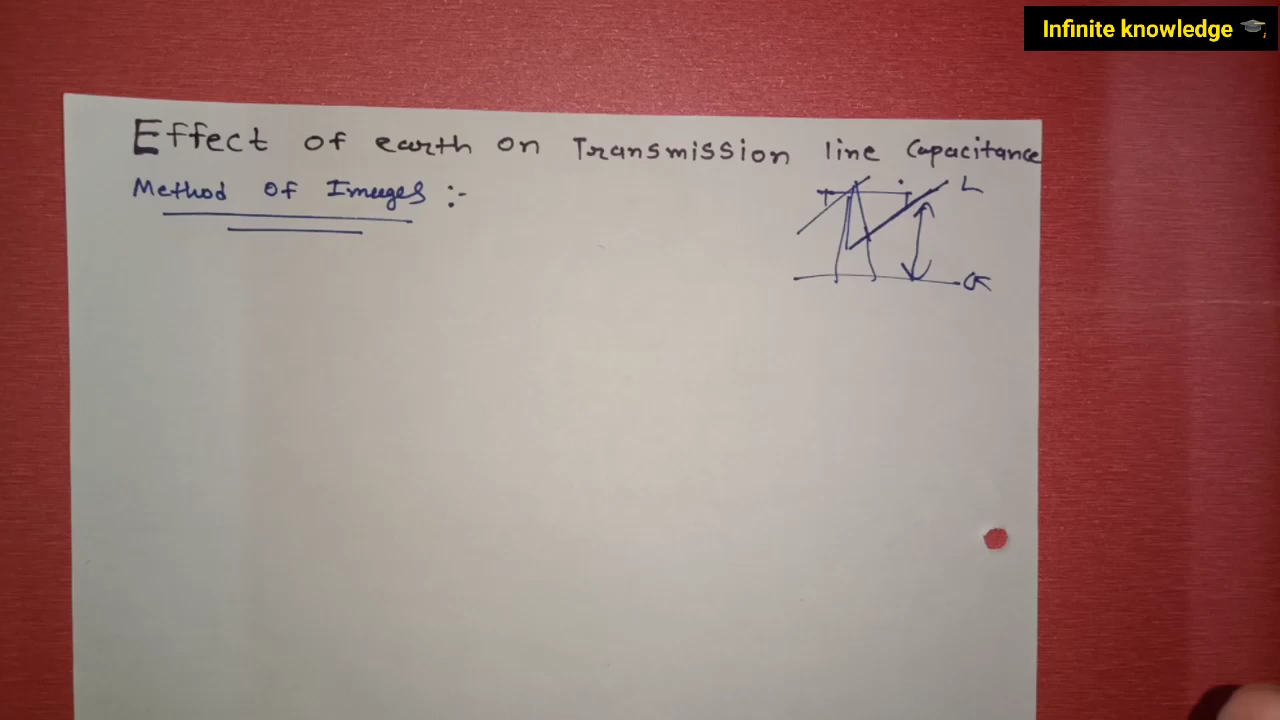 Infinite knowledge
Effect of earth on Transmission line Capacitance
Method of Images :-
L